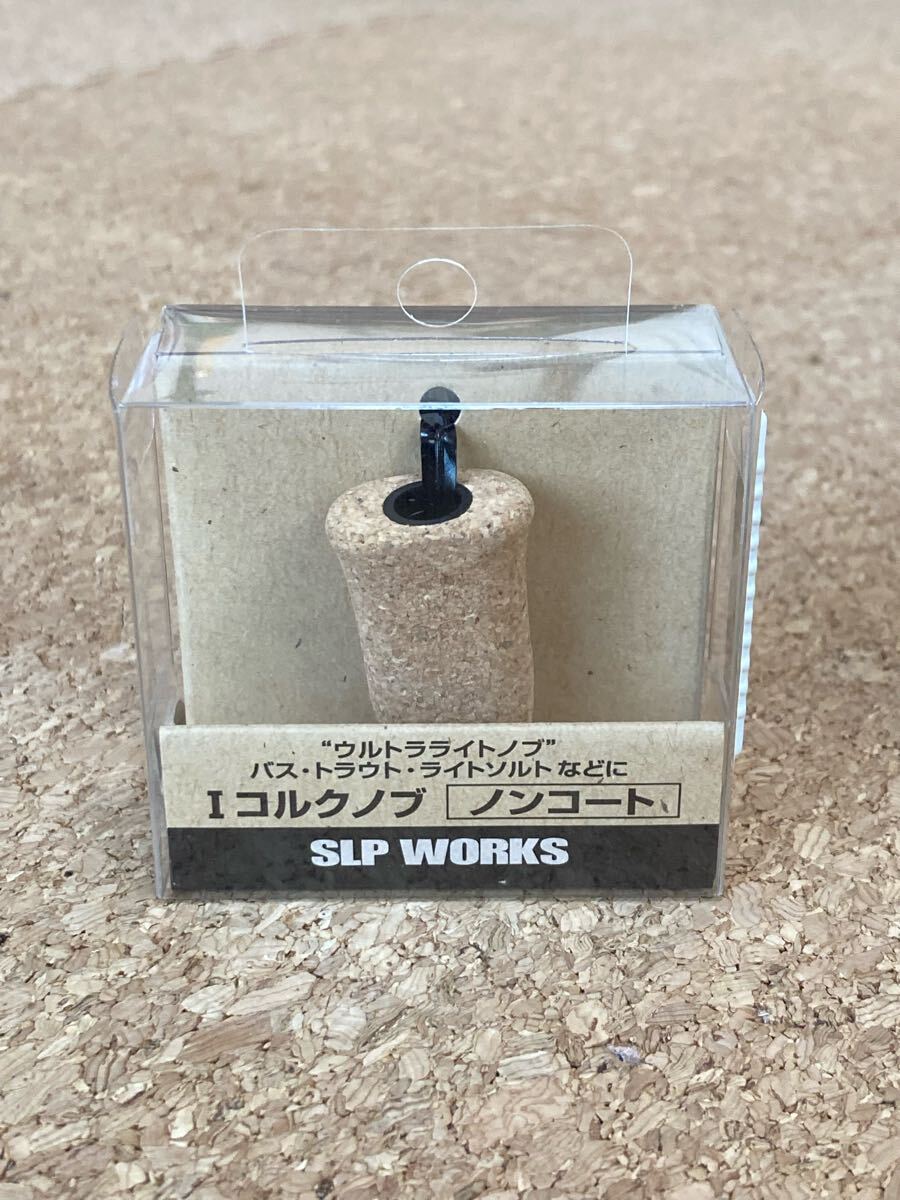 “ウルトラライトノブ”
バス・トラウト・ライトソルト などに
I コルクノブ ノンコート
SLP WORKS